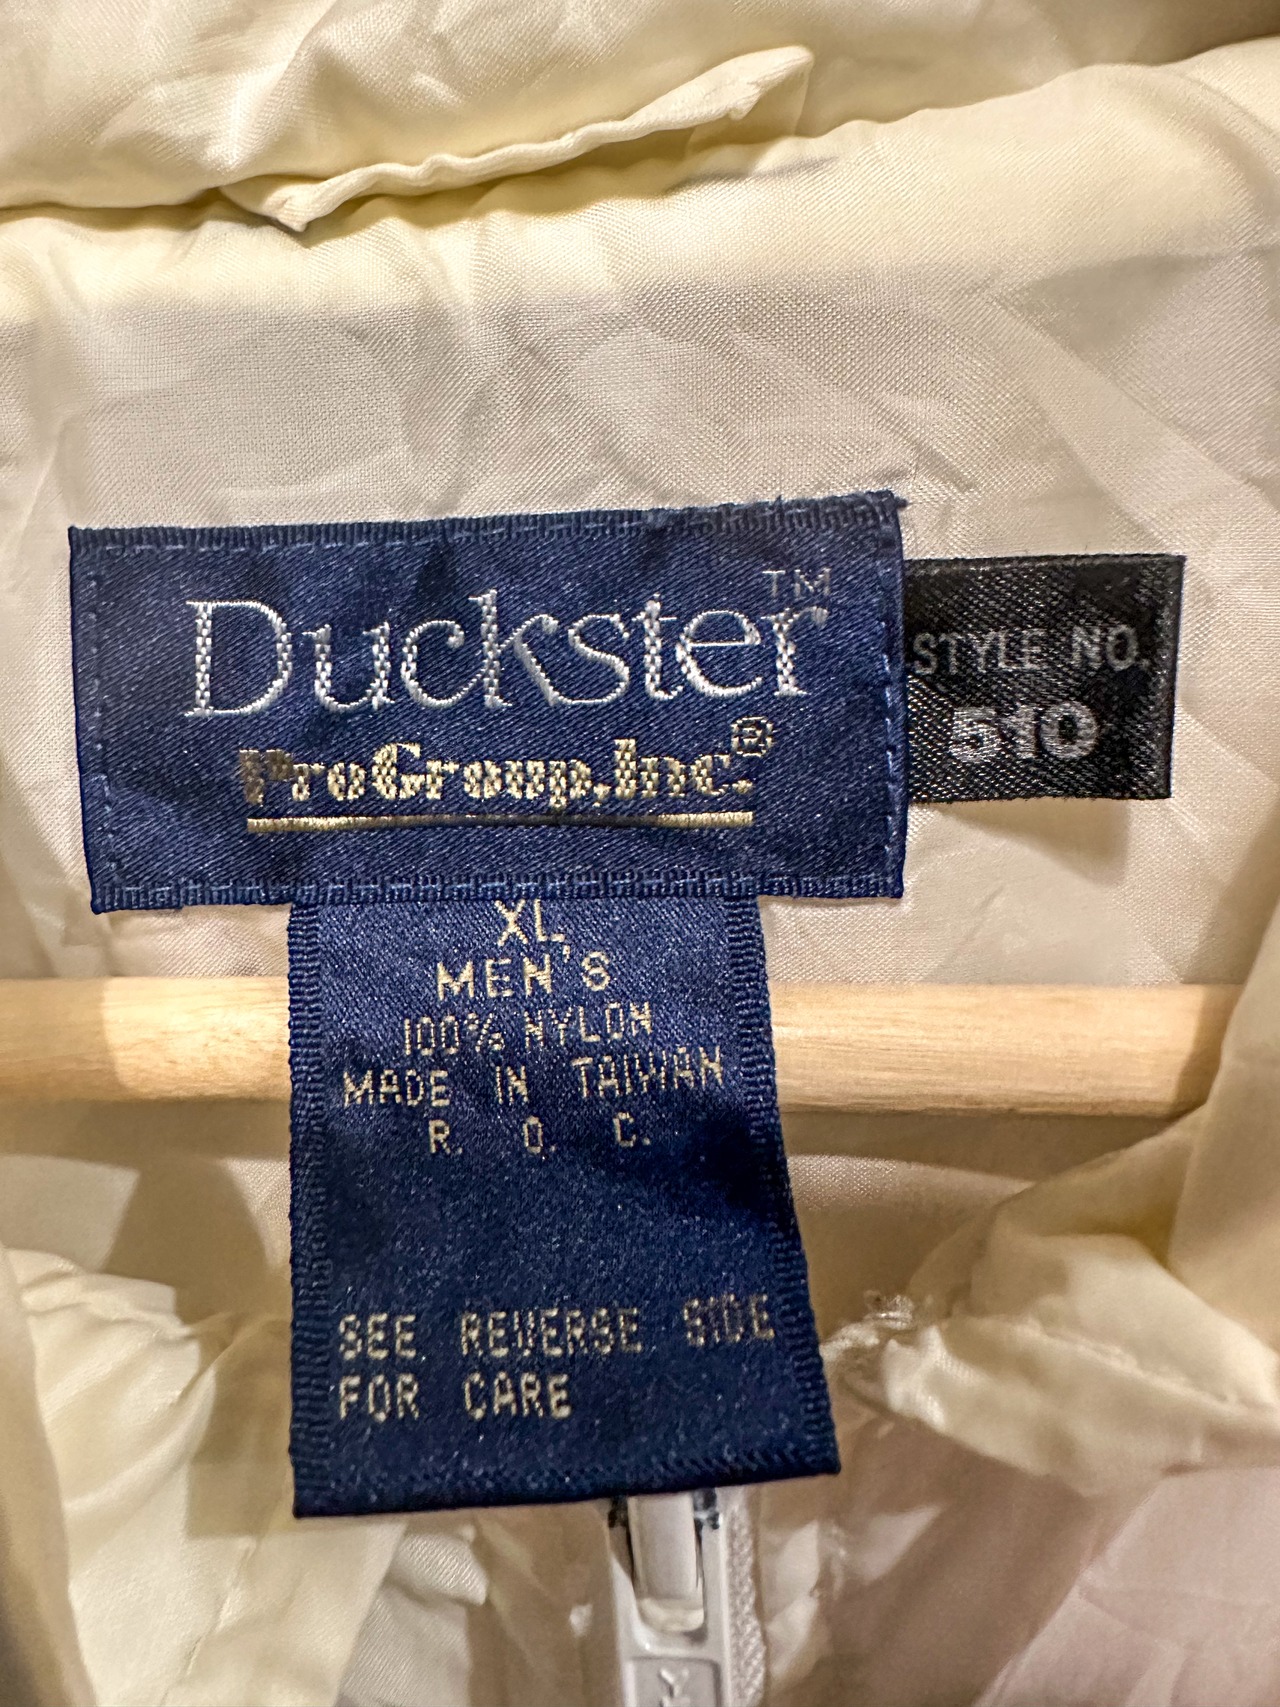 Duckster™
ProGroup, Inc.®
STYLE NO.
510
XL
MEN'S
100% NYLON
MADE IN TAIWAN
R. O. C.
SEE REVERSE SIDE
FOR CARE